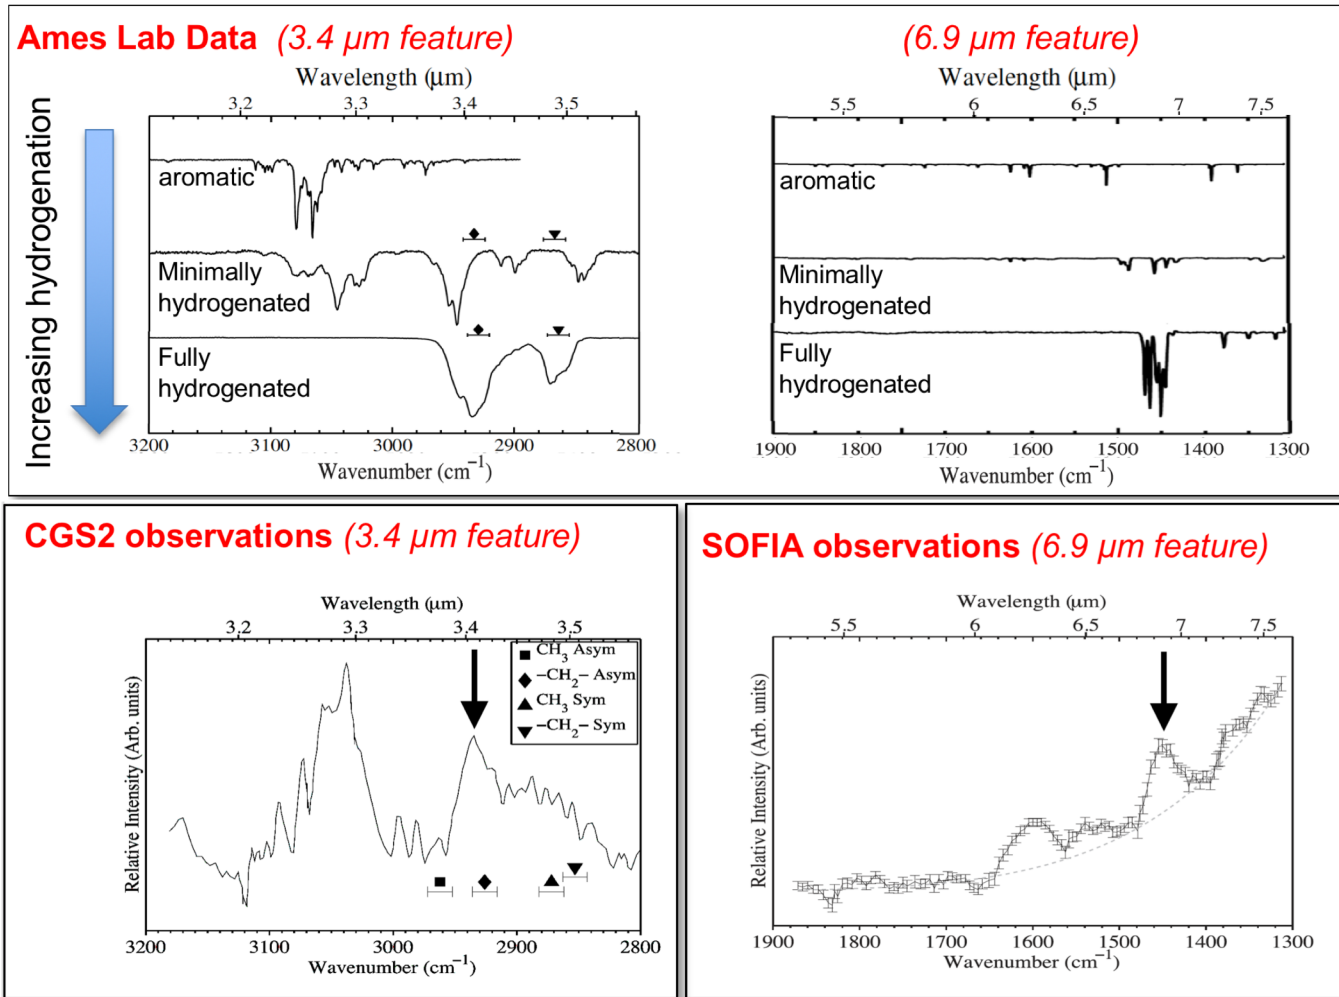 Ames Lab Data (3.4 µm feature)
(6.9 µm feature)
Increasing hydrogenation
Wavelength (µm)
3.2 3.3 3.4 3.5
aromatic
Minimally
hydrogenated
Fully
hydrogenated
3200 3100 3000 2900 2800
Wavenumber (cm⁻¹)
Wavelength (µm)
5.5 6 6.5 7 7.5
aromatic
Minimally
hydrogenated
Fully
hydrogenated
1900 1800 1700 1600 1500 1400 1300
Wavenumber (cm⁻¹)
CGS2 observations (3.4 µm feature)
Wavelength (µm)
3.2 3.3 3.4 3.5
CH₃ Asym
–CH₂– Asym
CH₃ Sym
–CH₂– Sym
Relative Intensity (Arb. units)
3200 3100 3000 2900 2800
Wavenumber (cm⁻¹)
SOFIA observations (6.9 µm feature)
Wavelength (µm)
5.5 6 6.5 7 7.5
Relative Intensity (Arb. units)
1900 1800 1700 1600 1500 1400 1300
Wavenumber (cm⁻¹)